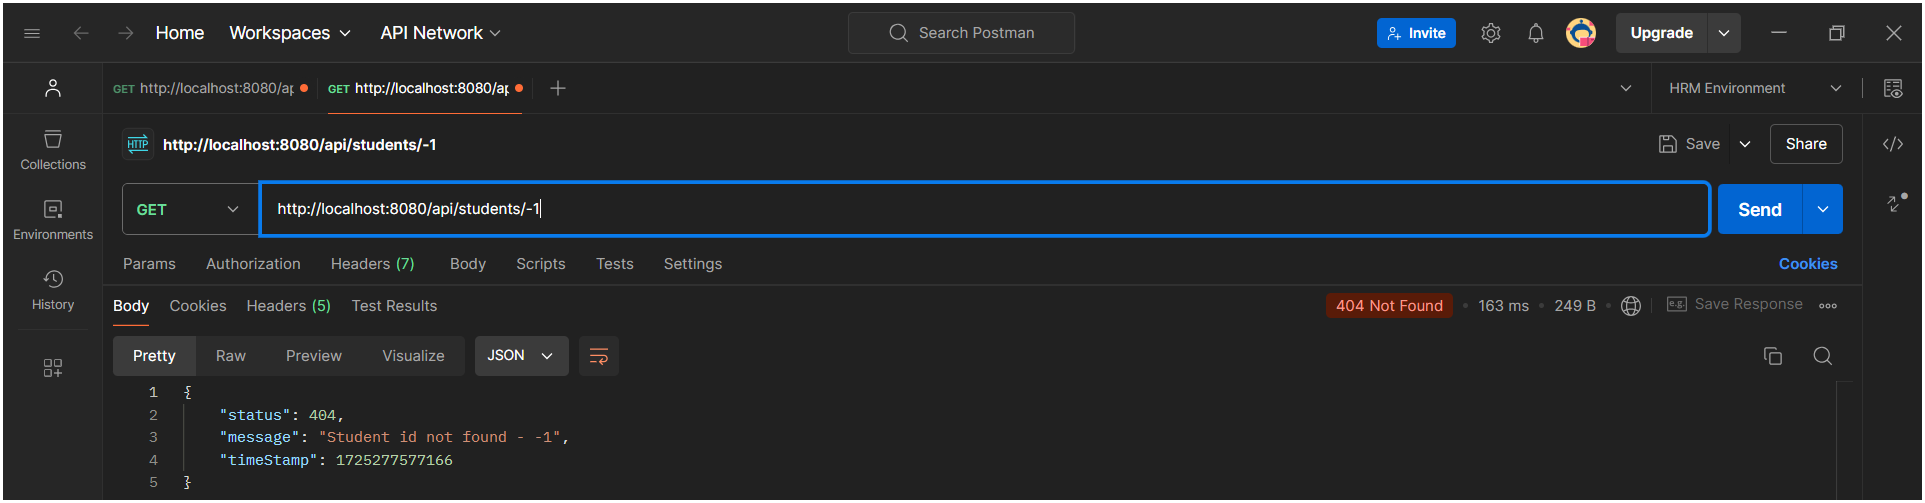 Home Workspaces API Network Search Postman Invite Upgrade
GET http://localhost:8080/ap GET http://localhost:8080/ap HRM Environment
HTTP http://localhost:8080/api/students/-1 Save Share
Collections
GET http://localhost:8080/api/students/-1 Send
Environments
Params Authorization Headers (7) Body Scripts Tests Settings Cookies
History
Body Cookies Headers (5) Test Results 404 Not Found 163 ms 249 B e.g. Save Response
Pretty Raw Preview Visualize JSON
1 {
2 "status": 404,
3 "message": "Student id not found - -1",
4 "timeStamp": 1725277577166
5 }